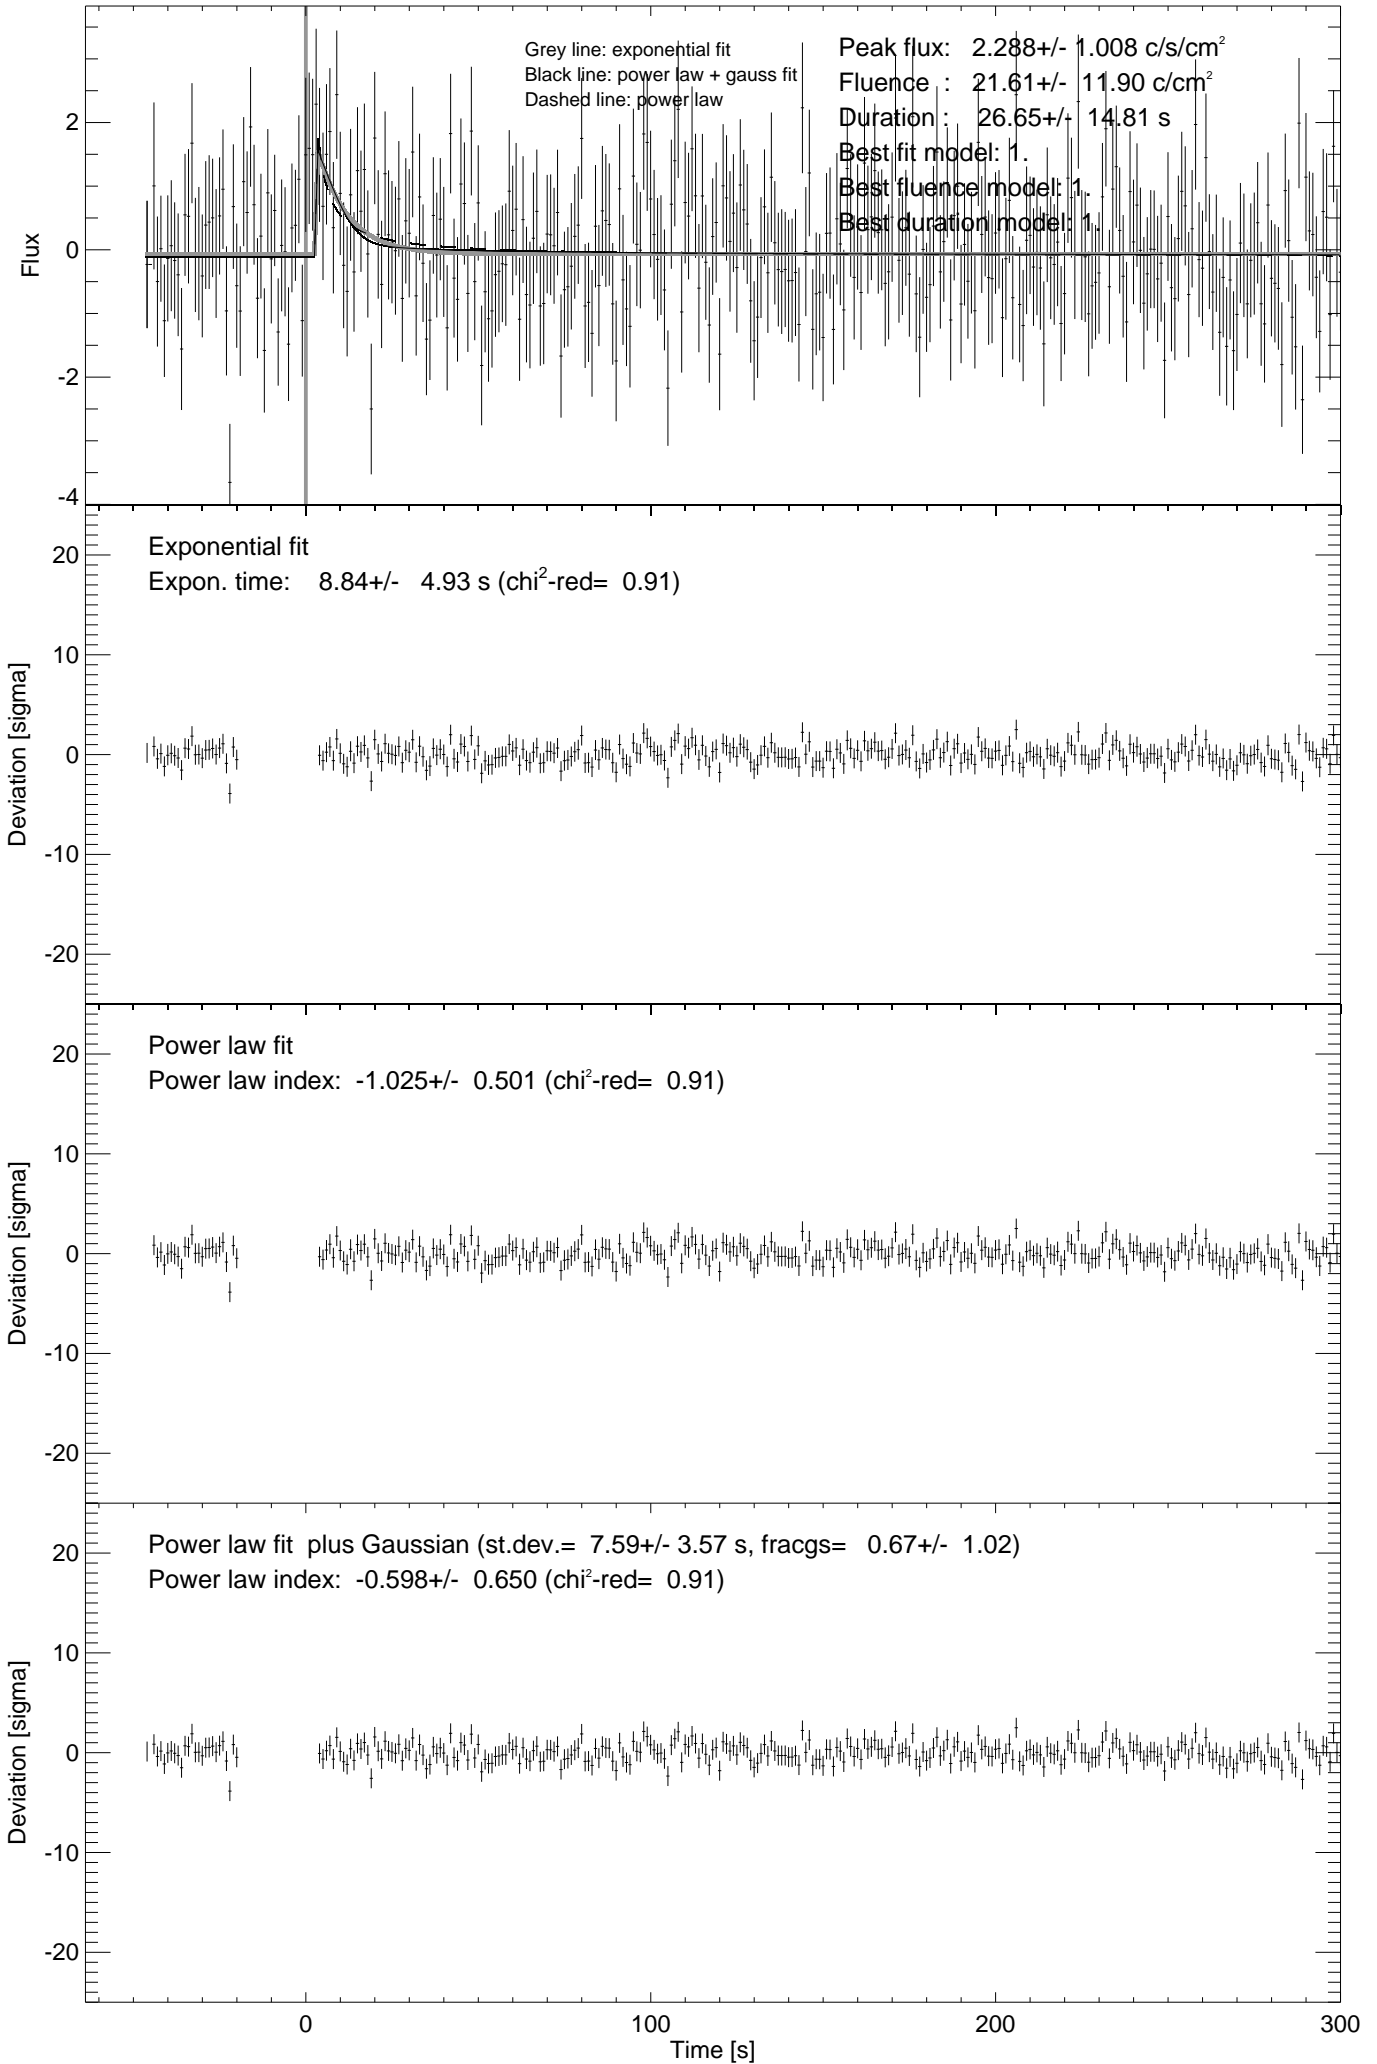 Grey line: exponential fit
Black line: power law + gauss fit
Dashed line: power law
Peak flux: 2.288+/- 1.008 c/s/cm²
Fluence : 21.61+/- 11.90 c/cm²
Duration : 26.65+/- 14.81 s
Best fit model: 1.
Best fluence model: 1.
Best duration model: 1.
2
0
-2
-4
Flux
Exponential fit
Expon. time: 8.84+/- 4.93 s (chi²-red= 0.91)
20
10
0
-10
-20
Deviation [sigma]
Power law fit
Power law index: -1.025+/- 0.501 (chi²-red= 0.91)
20
10
0
-10
-20
Deviation [sigma]
Power law fit plus Gaussian (st.dev.= 7.59+/- 3.57 s, fracgs= 0.67+/- 1.02)
Power law index: -0.598+/- 0.650 (chi²-red= 0.91)
20
10
0
-10
-20
Deviation [sigma]
0 100 200 300
Time [s]